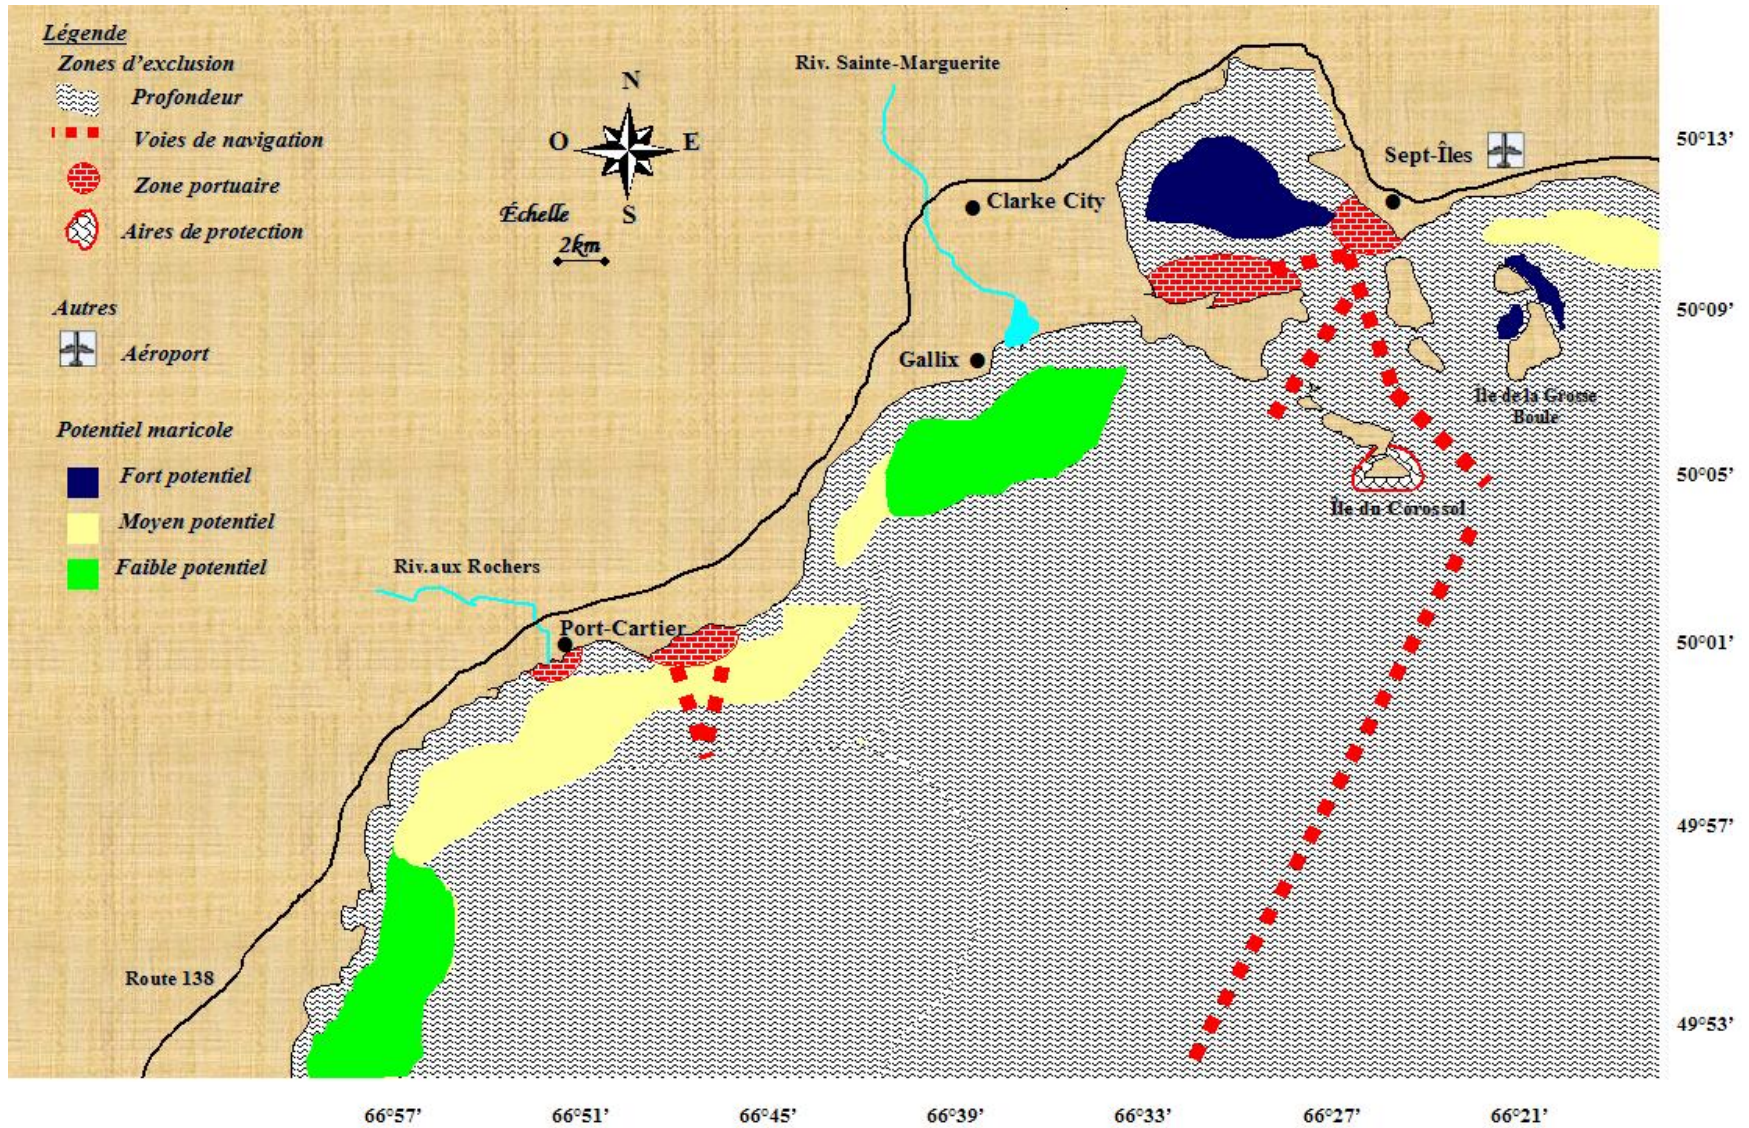 Légende
Zones d'exclusion
Profondeur
Voies de navigation
Zone portuaire
Aires de protection
Autres
Aéroport
Potentiel maricole
Fort potentiel
Moyen potentiel
Faible potentiel
N
O
E
S
Échelle
2km
Riv. Sainte-Marguerite
Clarke City
Sept-Îles
Gallix
Île de la Grosse
Boule
Île du Corossol
Riv.aux Rochers
Port-Cartier
Route 138
50°13’
50°09’
50°05’
50°01’
49°57’
49°53’
66°57’
66°51’
66°45’
66°39’
66°33’
66°27’
66°21’